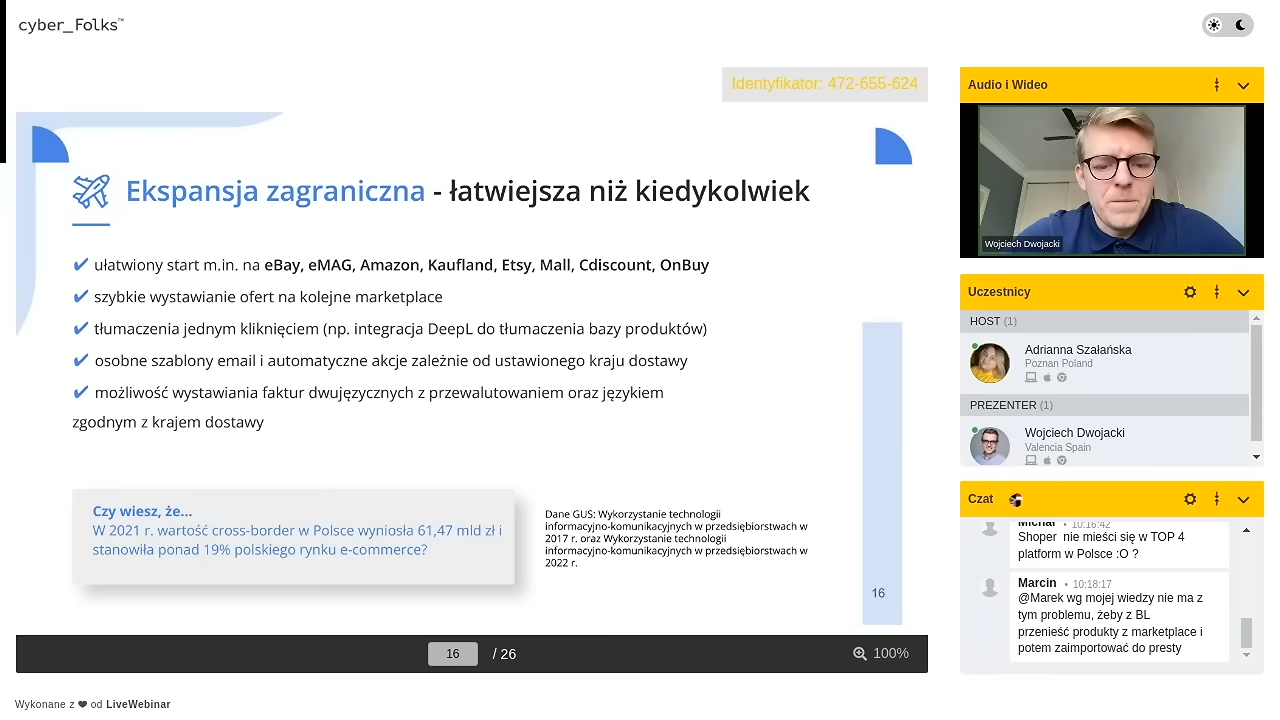 cyber_Folks™
Identyfikator: 472-655-624
Ekspansja zagraniczna - łatwiejsza niż kiedykolwiek
ułatwiony start m.in. na eBay, eMAG, Amazon, Kaufland, Etsy, Mall, Cdiscount, OnBuy
szybkie wystawianie ofert na kolejne marketplace
tłumaczenia jednym kliknięciem (np. integracja DeepL do tłumaczenia bazy produktów)
osobne szablony email i automatyczne akcje zależnie od ustawionego kraju dostawy
możliwość wystawiania faktur dwujęzycznych z przewalutowaniem oraz językiem
zgodnym z krajem dostawy
Czy wiesz, że...
W 2021 r. wartość cross-border w Polsce wyniosła 61,47 mld zł i
stanowiła ponad 19% polskiego rynku e-commerce?
Dane GUS: Wykorzystanie technologii
informacyjno-komunikacyjnych w przedsiębiorstwach w
2017 r. oraz Wykorzystanie technologii
informacyjno-komunikacyjnych w przedsiębiorstwach w
2022 r.
16
16 / 26
100%
Wykonane z ❤ od LiveWebinar
Audio i Wideo
Wojciech Dwojacki
Uczestnicy
HOST (1)
Adrianna Szałańska
Poznan Poland
PREZENTER (1)
Wojciech Dwojacki
Valencia Spain
Czat
Michał • 10:16:42
Shoper nie mieści się w TOP 4
platform w Polsce :O ?
Marcin • 10:18:17
@Marek wg mojej wiedzy nie ma z
tym problemu, żeby z BL
przenieść produkty z marketplace i
potem zaimportować do presty